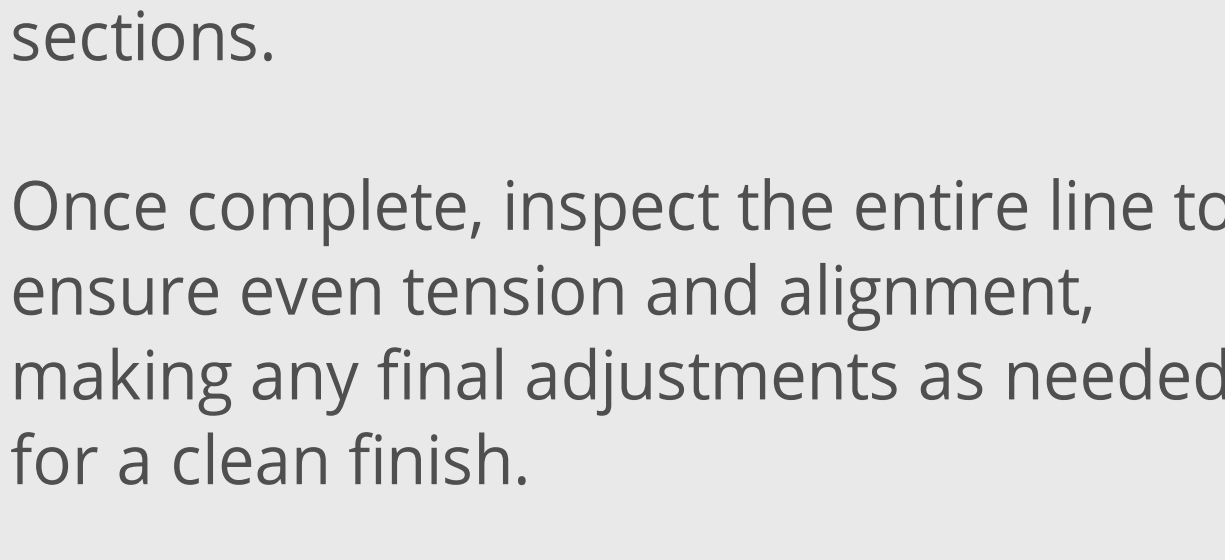 sections.
Once complete, inspect the entire line to
ensure even tension and alignment,
making any final adjustments as needed
for a clean finish.